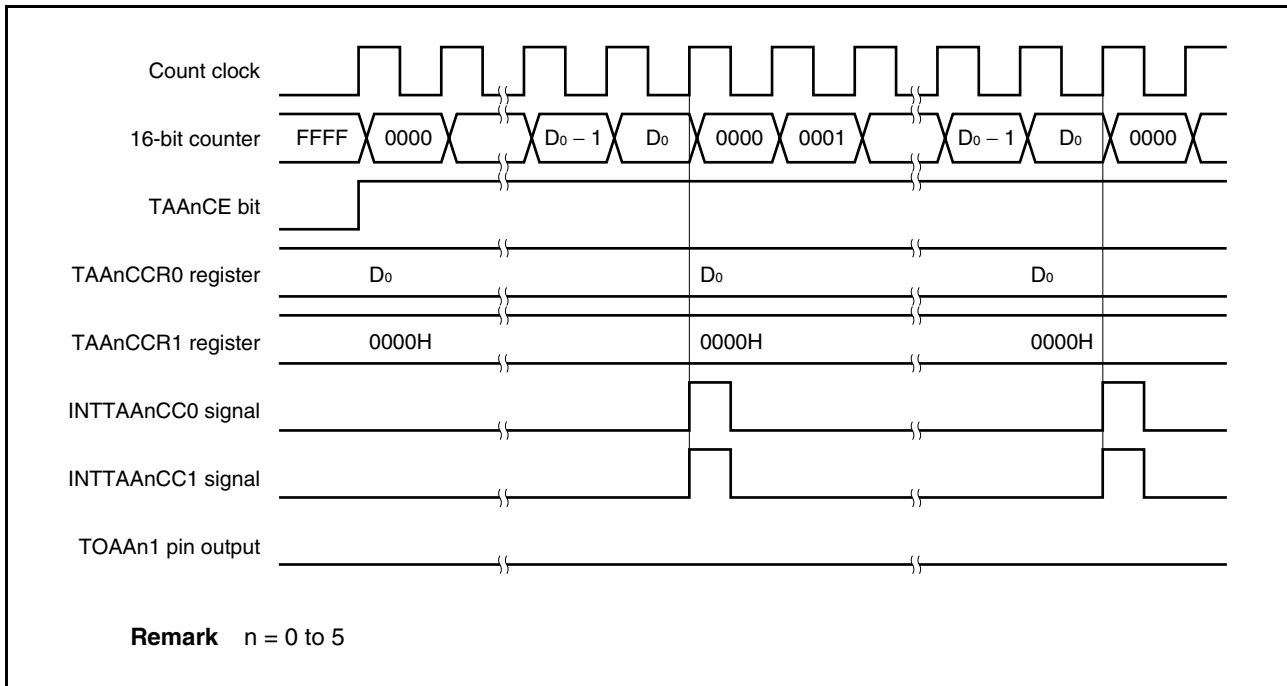 Count clock
16-bit counter FFFF 0000 D0 − 1 D0 0000 0001 D0 − 1 D0 0000
TAAnCE bit
TAAnCCR0 register D0 D0 D0
TAAnCCR1 register 0000H 0000H 0000H
INTTAAnCC0 signal
INTTAAnCC1 signal
TOAAn1 pin output
Remark n = 0 to 5